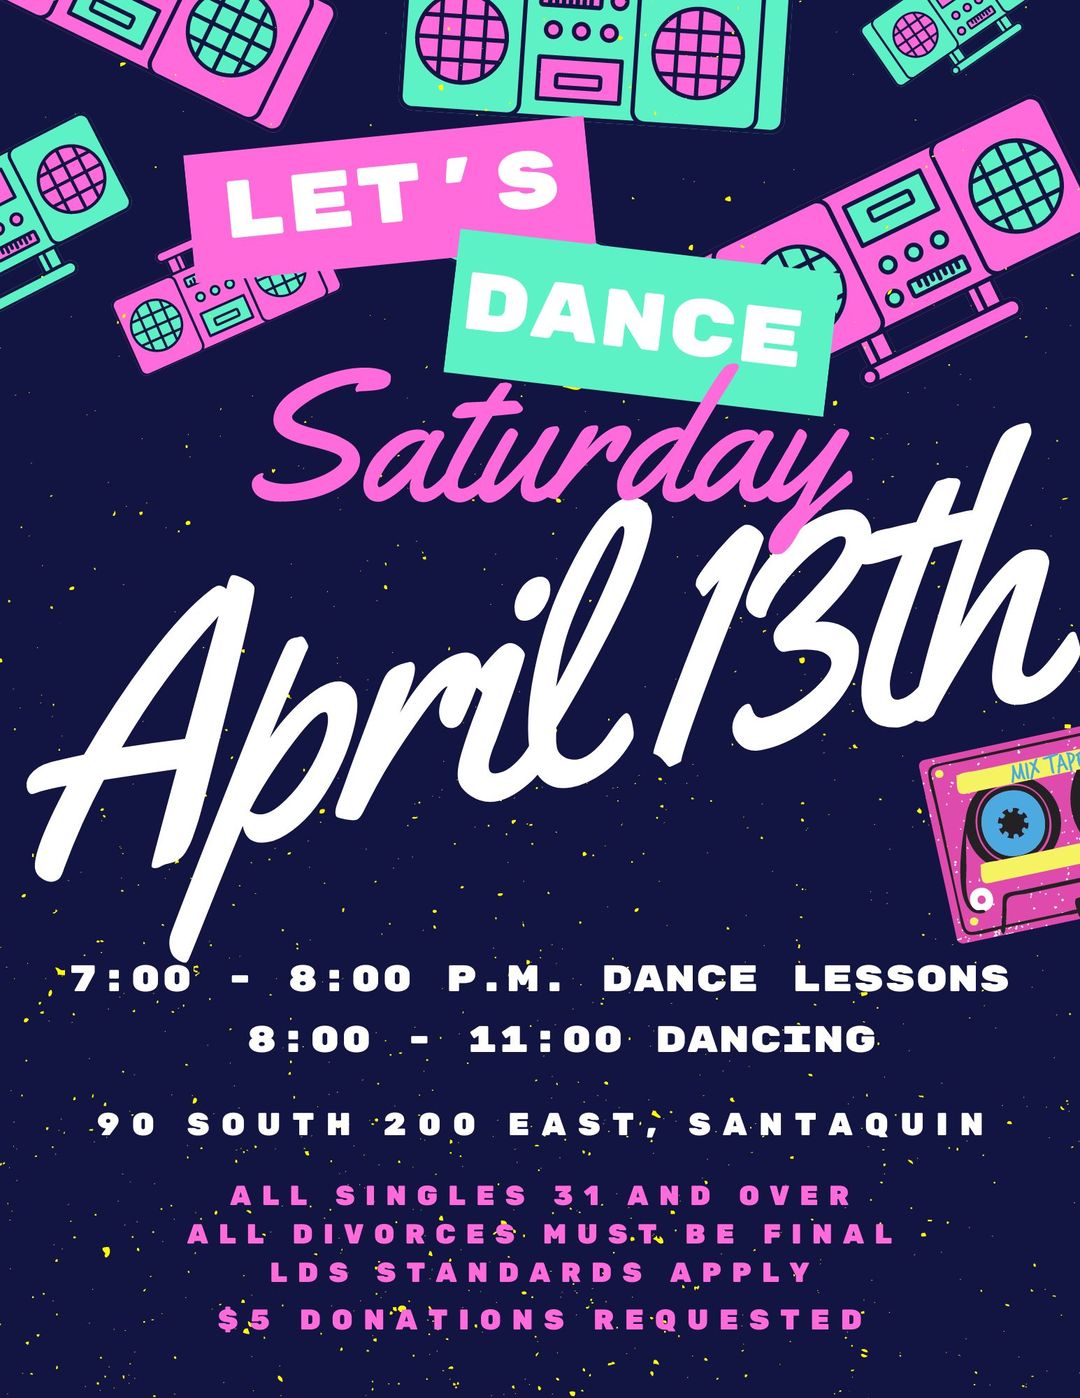 LET'S
DANCE
Saturday
April 13th
MIX TAPE
7:00 - 8:00 P.M. DANCE LESSONS
8:00 - 11:00 DANCING
90 SOUTH 200 EAST, SANTAQUIN
ALL SINGLES 31 AND OVER
ALL DIVORCES MUST BE FINAL
LDS STANDARDS APPLY
$5 DONATIONS REQUESTED